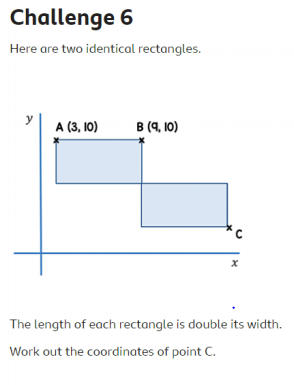 Challenge 6
Here are two identical rectangles.
y
A (3, 10) B (9, 10)
C
x
The length of each rectangle is double its width.
Work out the coordinates of point C.